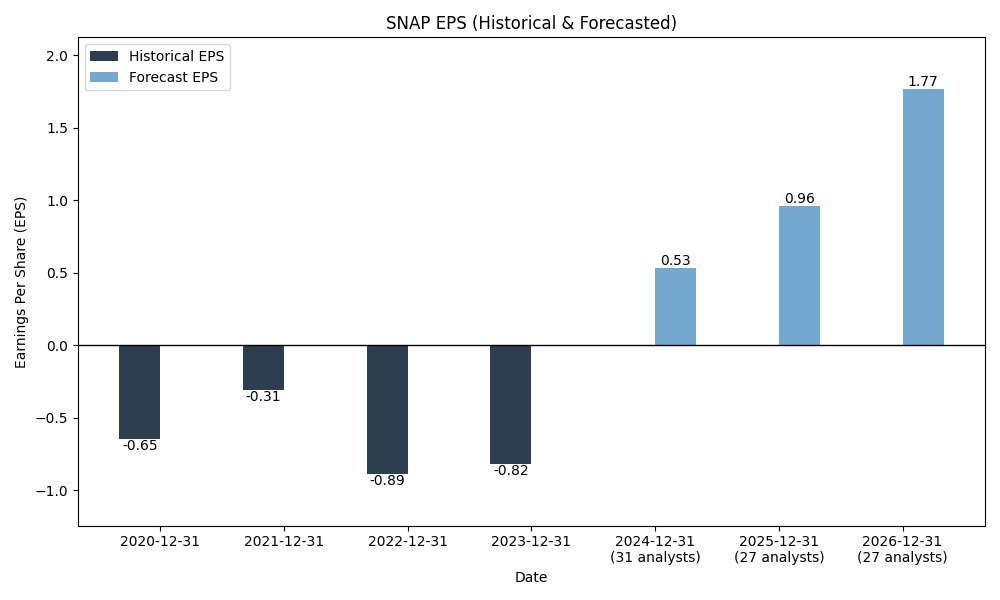 SNAP EPS (Historical & Forecasted)
Historical EPS
Forecast EPS
Earnings Per Share (EPS)
2.0
1.5
1.0
0.5
0.0
−0.5
−1.0
-0.65
-0.31
-0.89
-0.82
0.53
0.96
1.77
2020-12-31
2021-12-31
2022-12-31
2023-12-31
2024-12-31
(31 analysts)
2025-12-31
(27 analysts)
2026-12-31
(27 analysts)
Date